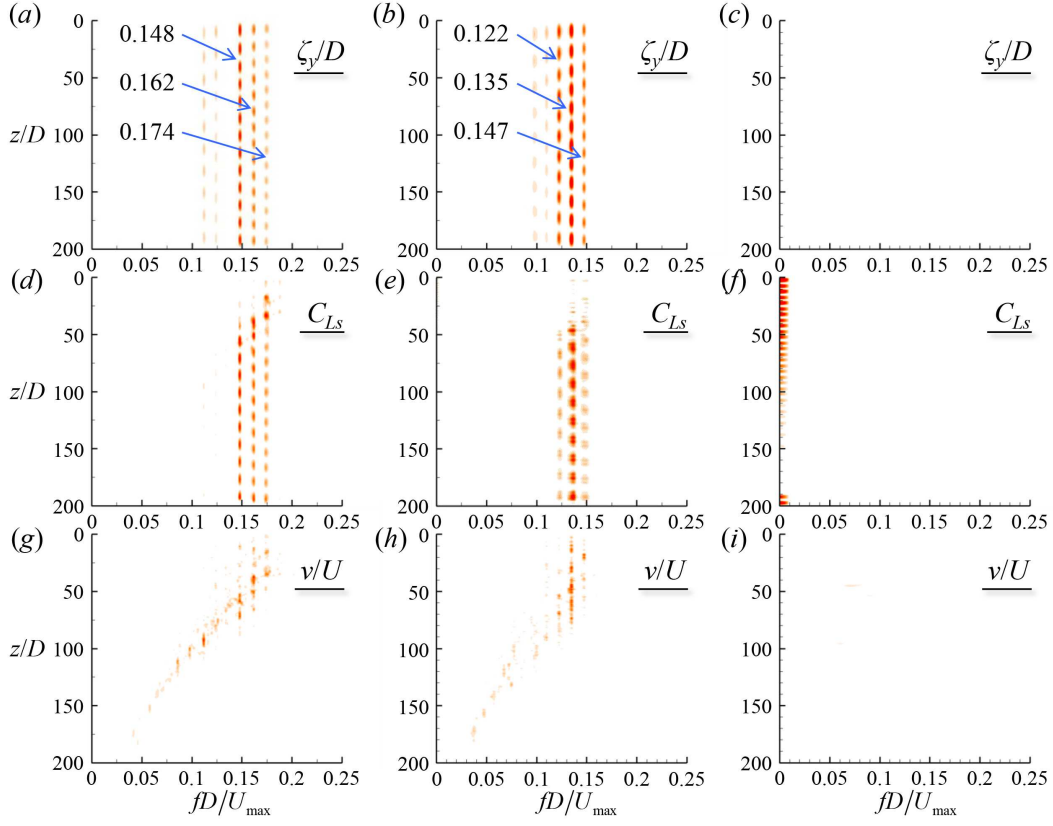 (a) (b) (c)
0 0 0
0.148 ζy/D 0.122 ζy/D ζy/D
50 50 50
0.162 0.135
z/D 100 100 100
0.174 0.147
150 150 150
200 200 200
0 0.05 0.1 0.15 0.2 0.25 0 0.05 0.1 0.15 0.2 0.25 0 0.05 0.1 0.15 0.2 0.25
(d) (e) (f)
0 0 0
CLs CLs CLs
50 50 50
z/D 100 100 100
150 150 150
200 200 200
0 0.05 0.1 0.15 0.2 0.25 0 0.05 0.1 0.15 0.2 0.25 0 0.05 0.1 0.15 0.2 0.25
(g) (h) (i)
0 0 0
v/U v/U v/U
50 50 50
z/D 100 100 100
150 150 150
200 200 200
0 0.05 0.1 0.15 0.2 0.25 0 0.05 0.1 0.15 0.2 0.25 0 0.05 0.1 0.15 0.2 0.25
fD/Umax fD/Umax fD/Umax